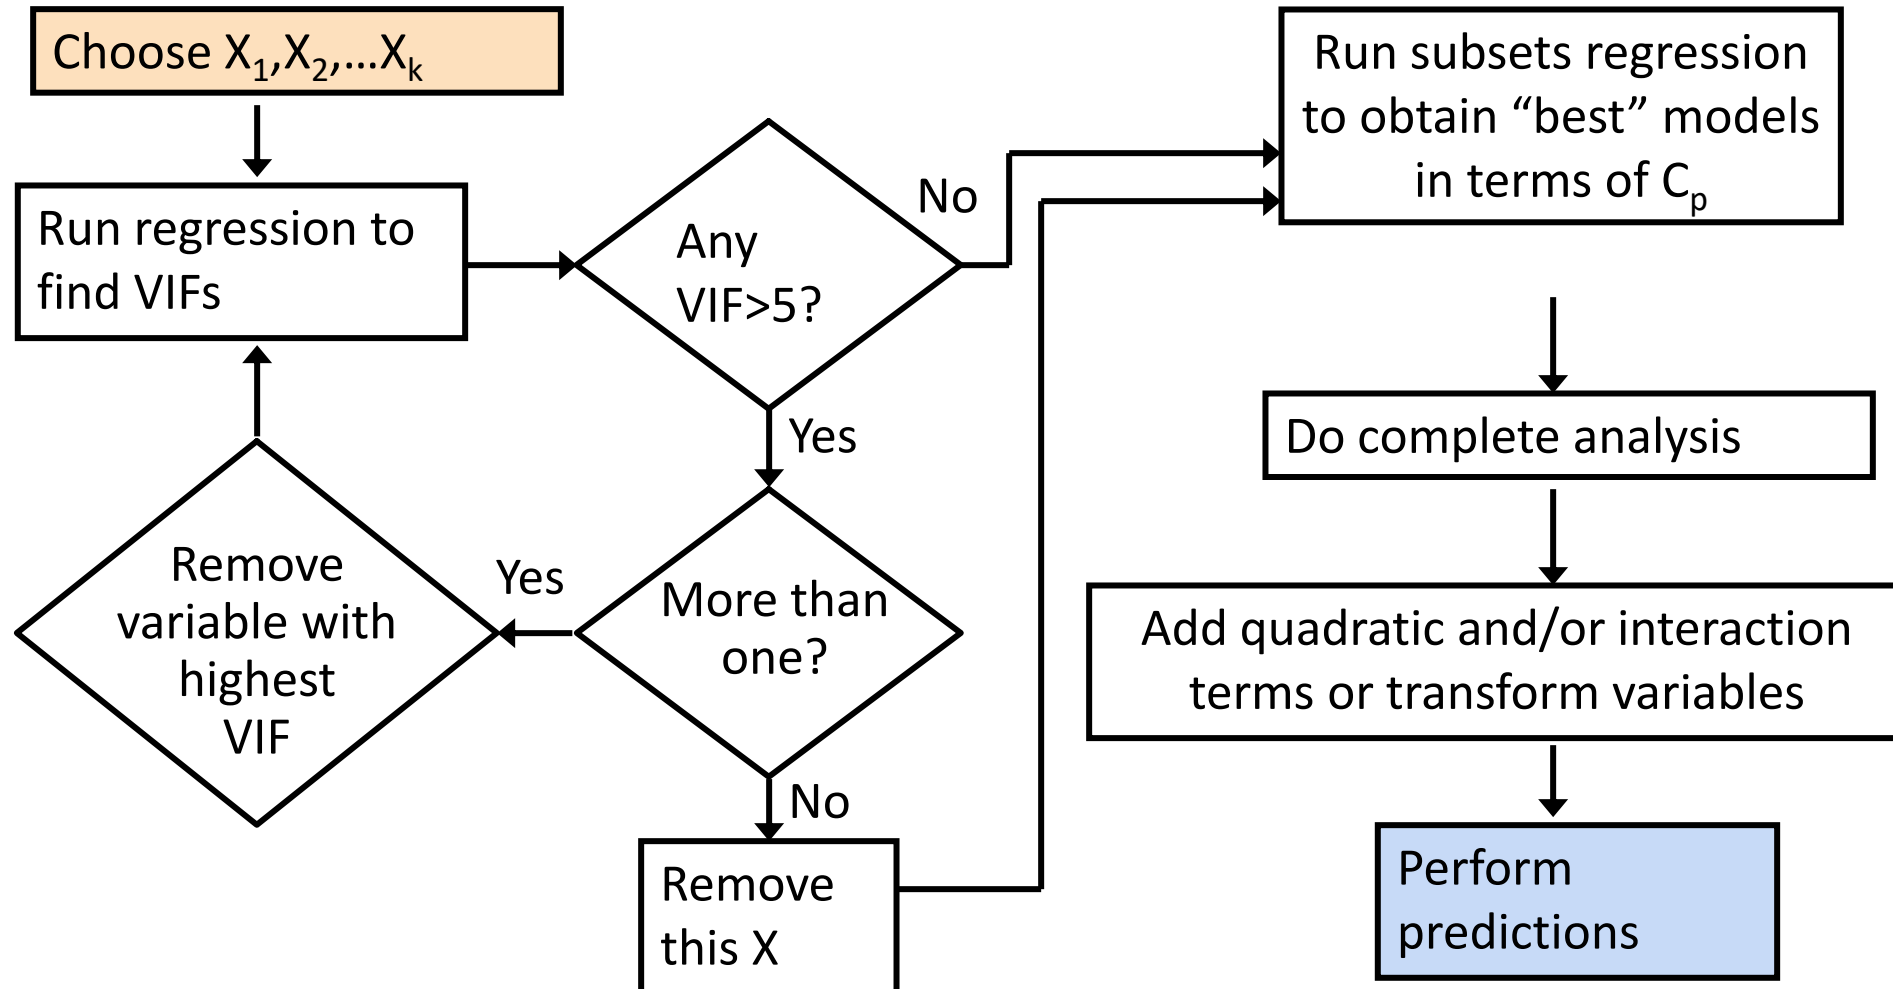 Choose X₁,X₂,...Xₖ
Run regression to
find VIFs
Any
VIF>5?
No
Yes
More than
one?
Yes
Remove
variable with
highest
VIF
No
Remove
this X
Run subsets regression
to obtain “best” models
in terms of Cₚ
Do complete analysis
Add quadratic and/or interaction
terms or transform variables
Perform
predictions